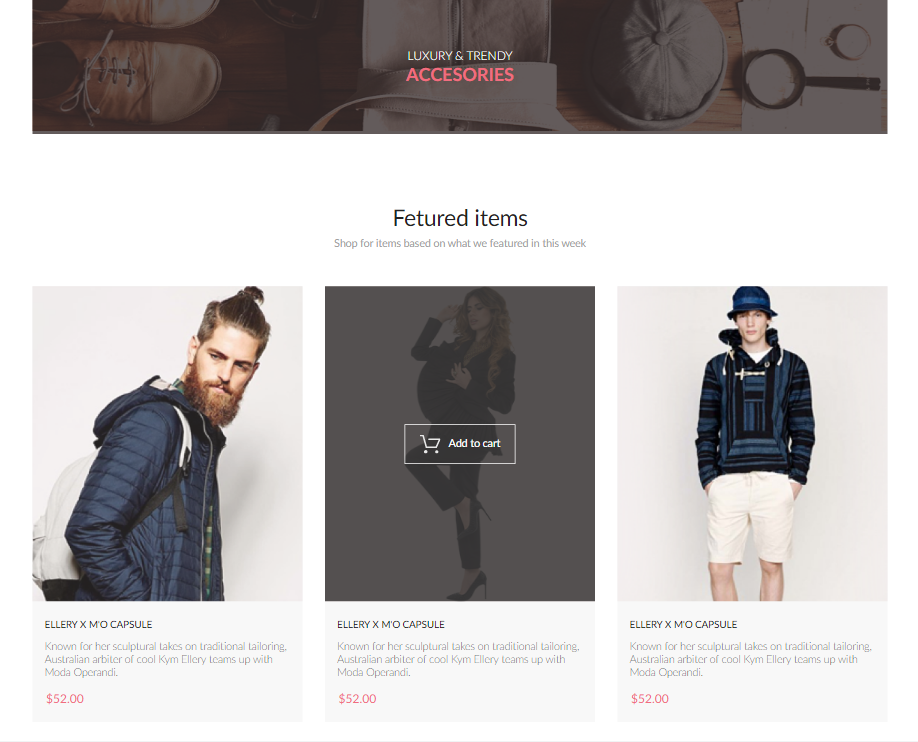 LUXURY & TRENDY
ACCESORIES
Fetured items
Shop for items based on what we featured in this week
Add to cart
ELLERY X M'O CAPSULE
Known for her sculptural takes on traditional tailoring,
Australian arbiter of cool Kym Ellery teams up with
Moda Operandi.
$52.00
ELLERY X M'O CAPSULE
Known for her sculptural takes on traditional tailoring,
Australian arbiter of cool Kym Ellery teams up with
Moda Operandi.
$52.00
ELLERY X M'O CAPSULE
Known for her sculptural takes on traditional tailoring,
Australian arbiter of cool Kym Ellery teams up with
Moda Operandi.
$52.00